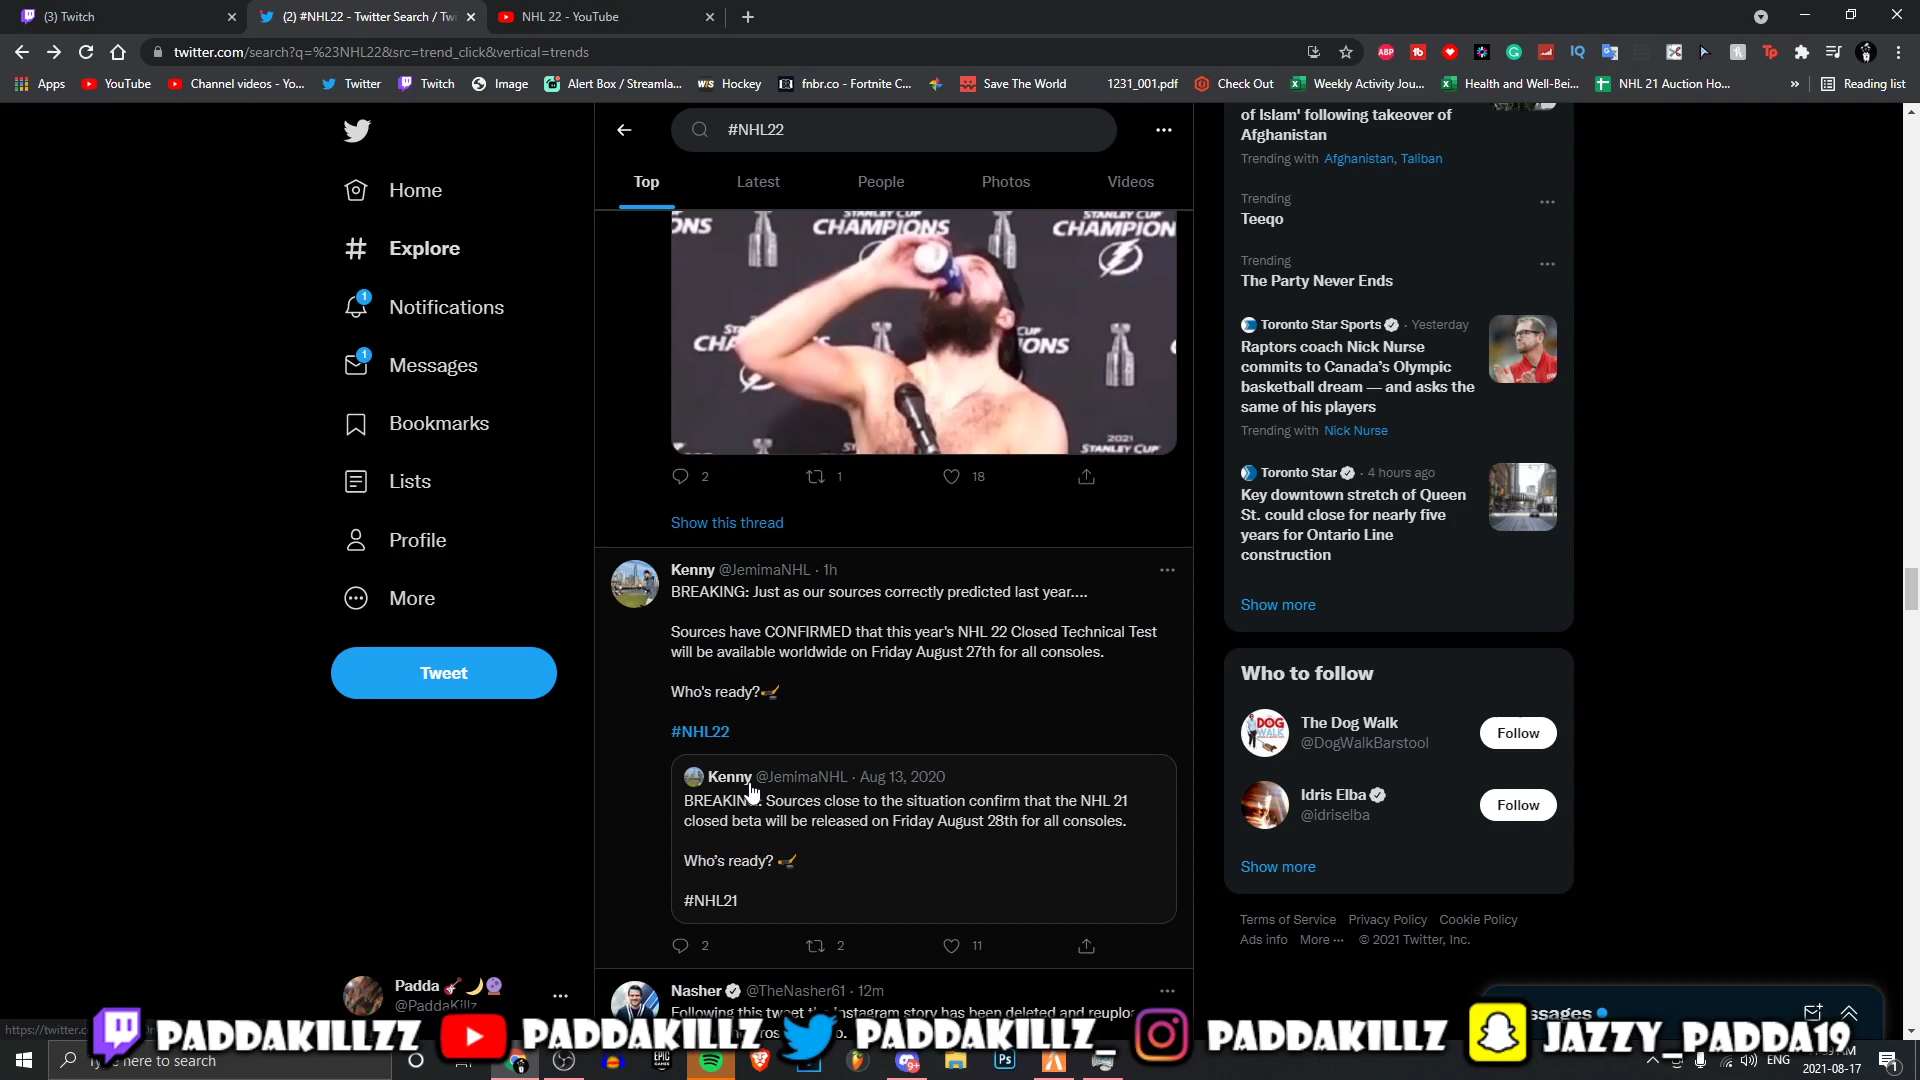 (3) Twitch
(2) #NHL22 - Twitter Search / Twi
NHL 22 - YouTube
twitter.com/search?q=%23NHL22&src=trend_click&vertical=trends
Apps
YouTube
Channel videos - Yo...
Twitter
Twitch
Image
Alert Box / Streamla...
Hockey
fnbr.co - Fortnite C...
Save The World
1231_001.pdf
Check Out
Weekly Activity Jou...
Health and Well-Bei...
NHL 21 Auction Ho...
Reading list
Home
Explore
1
Notifications
1
Messages
Bookmarks
Lists
Profile
More
Tweet
Padda
@PaddaKillz
#NHL22
Top
Latest
People
Photos
Videos
STANLEY CUP
CHAMPIONS
STANLEY CUP
CHAMPION
2021
STANLEY CUP
2
1
18
Show this thread
Kenny @JemimaNHL · 1h
BREAKING: Just as our sources correctly predicted last year....
Sources have CONFIRMED that this year's NHL 22 Closed Technical Test
will be available worldwide on Friday August 27th for all consoles.
Who's ready?
#NHL22
Kenny @JemimaNHL · Aug 13, 2020
BREAKING: Sources close to the situation confirm that the NHL 21
closed beta will be released on Friday August 28th for all consoles.
Who's ready?
#NHL21
2
2
11
Nasher @TheNasher61 · 12m
Following this tweet the instagram story has been deleted and reuplo
of Islam' following takeover of
Afghanistan
Trending with Afghanistan, Taliban
Trending
Teeqo
Trending
The Party Never Ends
Toronto Star Sports · Yesterday
Raptors coach Nick Nurse
commits to Canada's Olympic
basketball dream — and asks the
same of his players
Trending with Nick Nurse
Toronto Star · 4 hours ago
Key downtown stretch of Queen
St. could close for nearly five
years for Ontario Line
construction
Show more
Who to follow
The Dog Walk
@DogWalkBarstool
Follow
Idris Elba
@idriselba
Follow
Show more
Terms of Service Privacy Policy Cookie Policy
Ads info More ··· © 2021 Twitter, Inc.
PADDAKILLZZ
PADDAKILLZ
PADDAKILLZ_
PADDAKILLZ
JAZZY_PADDA19
here to search
ENG
2021-08-17